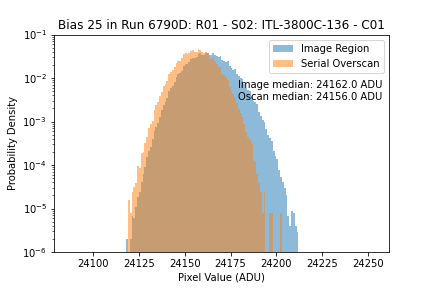 Bias 25 in Run 6790D: R01 - S02: ITL-3800C-136 - C01
Image Region
Serial Overscan
Image median: 24162.0 ADU
Oscan median: 24156.0 ADU
Probability Density
10⁻¹
10⁻²
10⁻³
10⁻⁴
10⁻⁵
10⁻⁶
24100 24125 24150 24175 24200 24225 24250
Pixel Value (ADU)